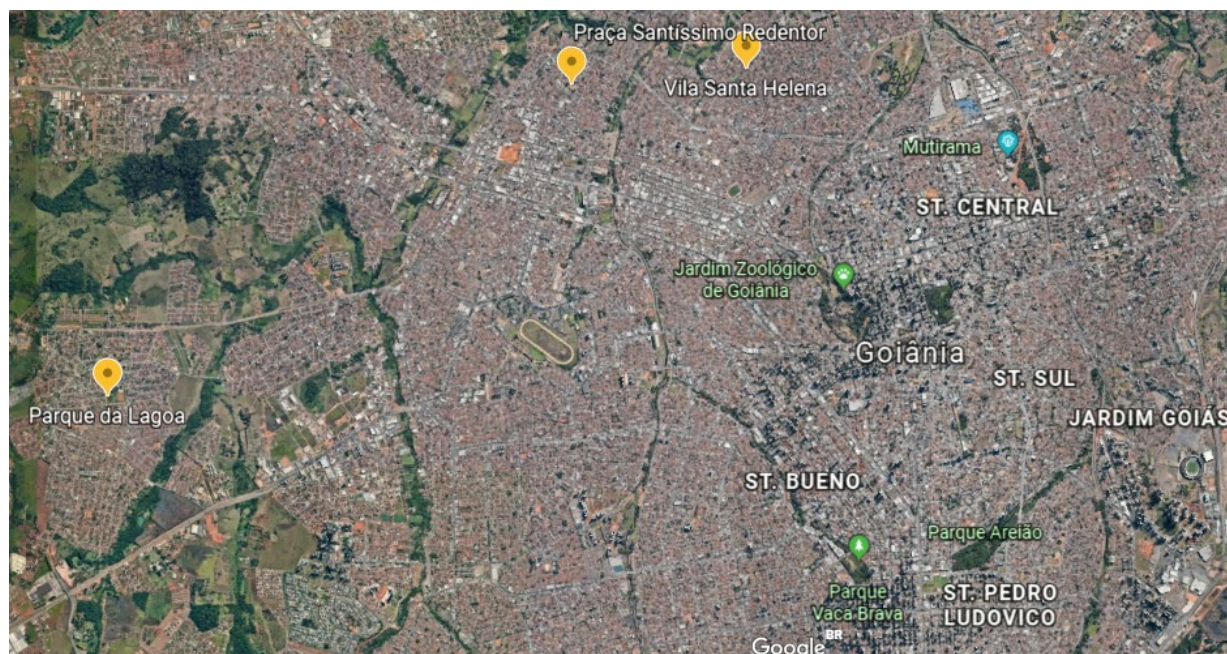 Praça Santíssimo Redentor
Vila Santa Helena
Mutirama
ST. CENTRAL
Jardim Zoológico
de Goiânia
Goiânia
ST. SUL
Parque da Lagoa
JARDIM GOIÁS
ST. BUENO
Parque Areião
Parque
Vaca Brava
ST. PEDRO
LUDOVICO
Google
BR